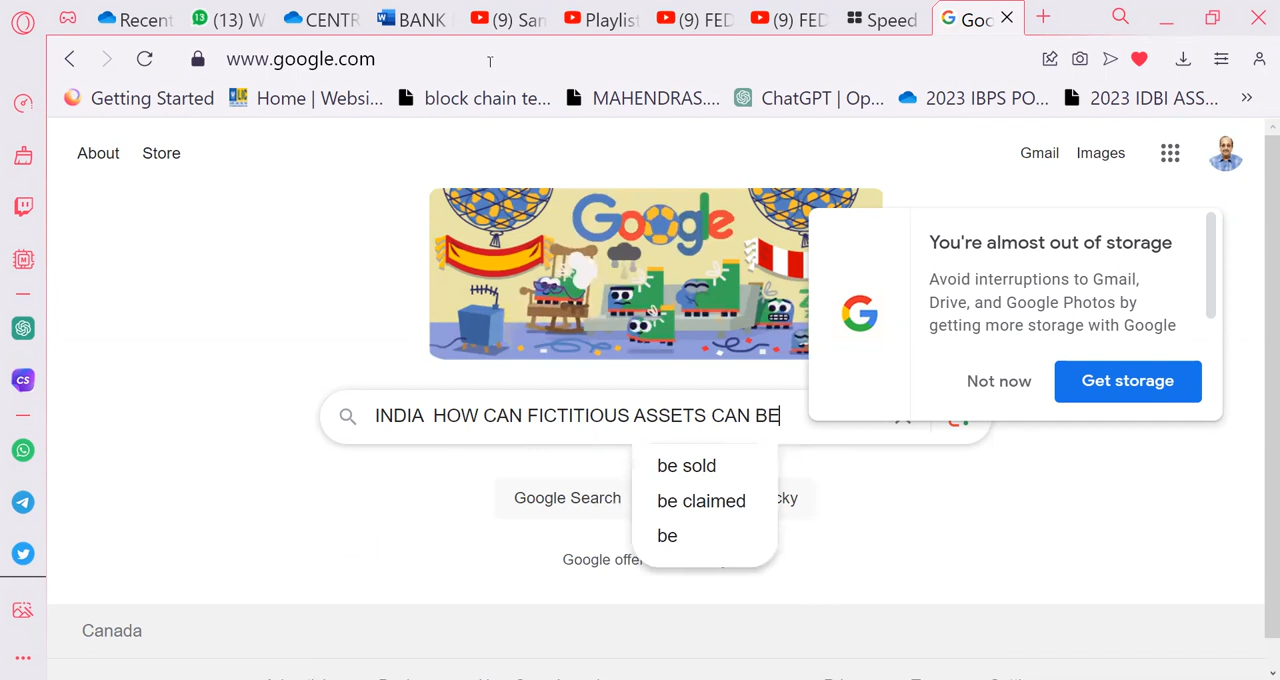 Recent (13) W CENTR BANK (9) San Playlist (9) FED (9) FED Speed Goo
www.google.com
Getting Started Home | Websi... block chain te... MAHENDRAS.... ChatGPT | Op... 2023 IBPS PO... 2023 IDBI ASS... »
About Store Gmail Images
Google
You're almost out of storage
Avoid interruptions to Gmail,
Drive, and Google Photos by
getting more storage with Google
Not now Get storage
INDIA HOW CAN FICTITIOUS ASSETS CAN BE
be sold
be claimed
be
Google Search cky
Google offe
Canada